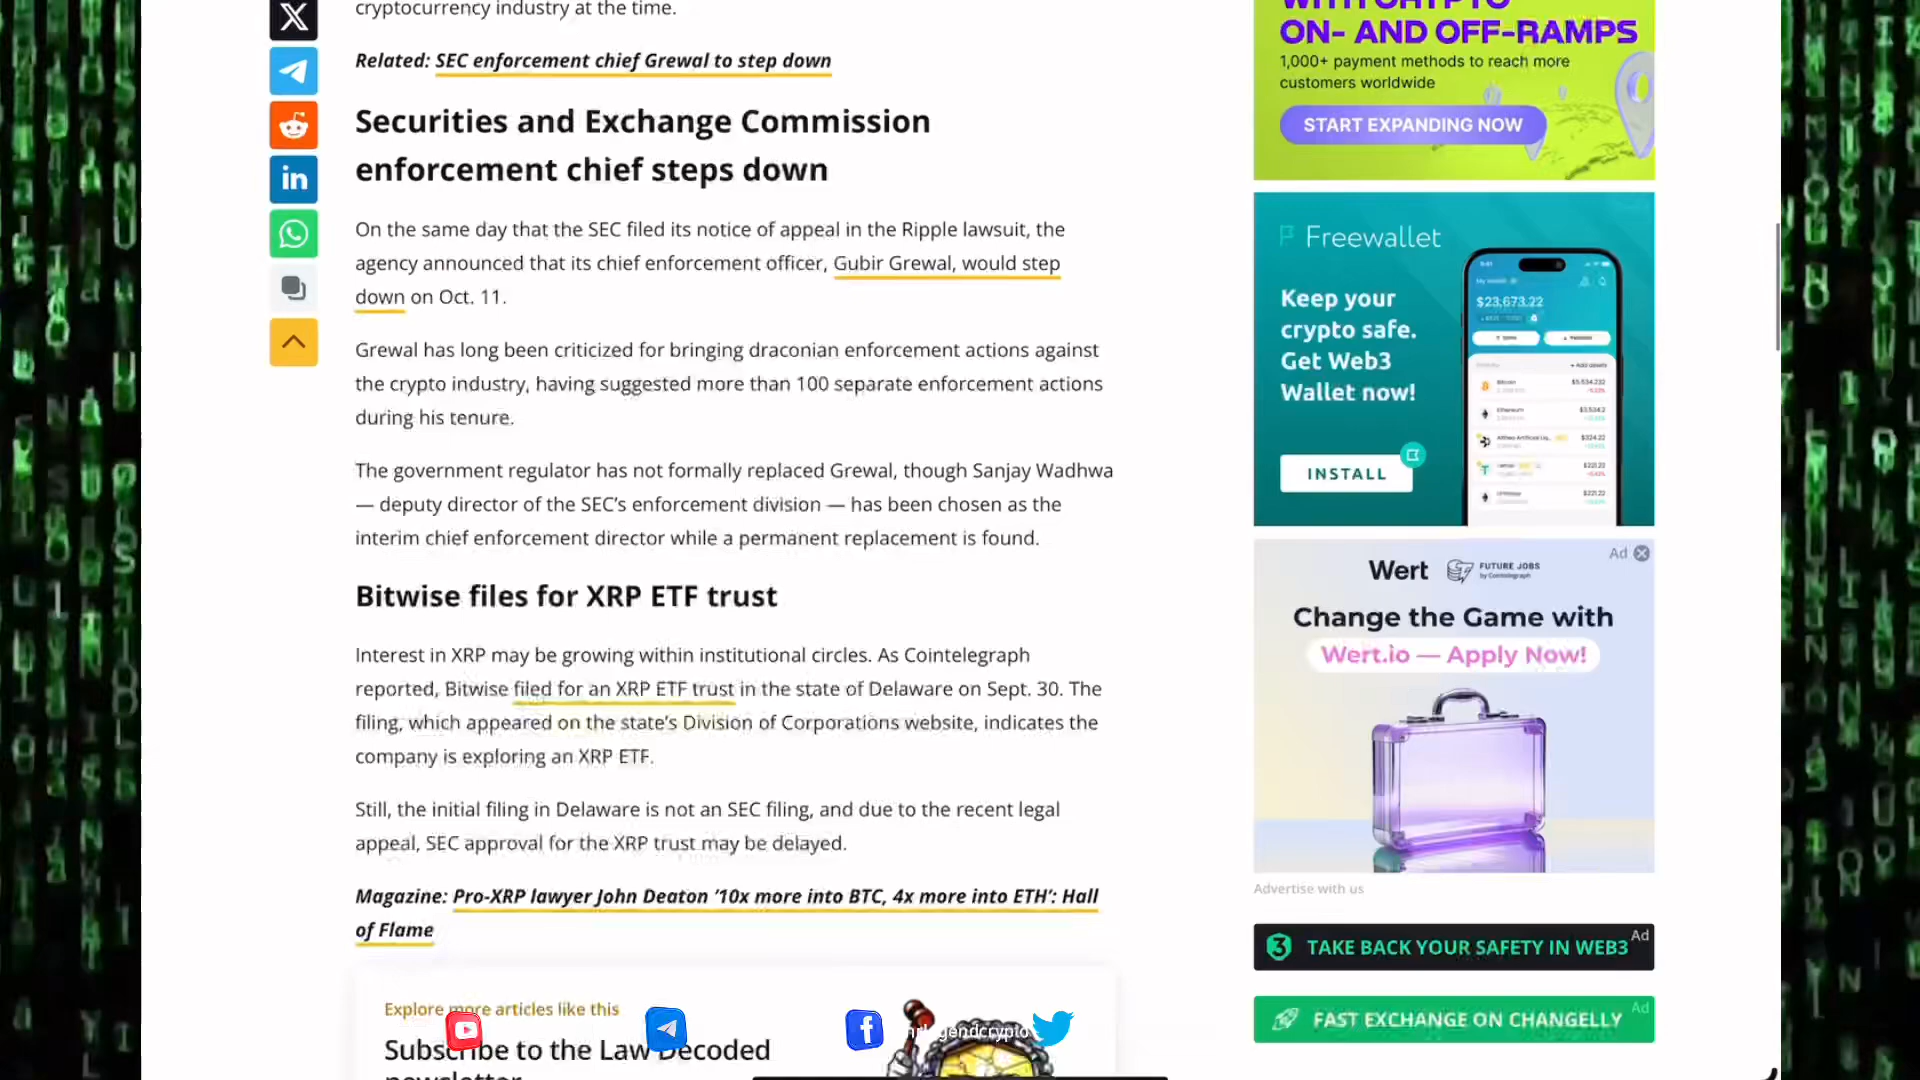 cryptocurrency industry at the time.
Related: SEC enforcement chief Grewal to step down
Securities and Exchange Commission
enforcement chief steps down
On the same day that the SEC filed its notice of appeal in the Ripple lawsuit, the
agency announced that its chief enforcement officer, Gubir Grewal, would step
down on Oct. 11.
Grewal has long been criticized for bringing draconian enforcement actions against
the crypto industry, having suggested more than 100 separate enforcement actions
during his tenure.
The government regulator has not formally replaced Grewal, though Sanjay Wadhwa
— deputy director of the SEC’s enforcement division — has been chosen as the
interim chief enforcement director while a permanent replacement is found.
Bitwise files for XRP ETF trust
Interest in XRP may be growing within institutional circles. As Cointelegraph
reported, Bitwise filed for an XRP ETF trust in the state of Delaware on Sept. 30. The
filing, which appeared on the state’s Division of Corporations website, indicates the
company is exploring an XRP ETF.
Still, the initial filing in Delaware is not an SEC filing, and due to the recent legal
appeal, SEC approval for the XRP trust may be delayed.
Magazine: Pro-XRP lawyer John Deaton ‘10x more into BTC, 4x more into ETH’: Hall
of Flame
Explore more articles like this
Subscribe to the Law Decoded
newsletter
WITH CRYPTO
ON- AND OFF-RAMPS
1,000+ payment methods to reach more
customers worldwide
START EXPANDING NOW
Freewallet
Keep your
crypto safe.
Get Web3
Wallet now!
INSTALL
$23,673.22
Bitcoin
Ethereum
Ad
Wert FUTURE JOBS
by Cointelegraph
Change the Game with
Wert.io — Apply Now!
Advertise with us
TAKE BACK YOUR SAFETY IN WEB3
Ad
FAST EXCHANGE ON CHANGELLY
Ad